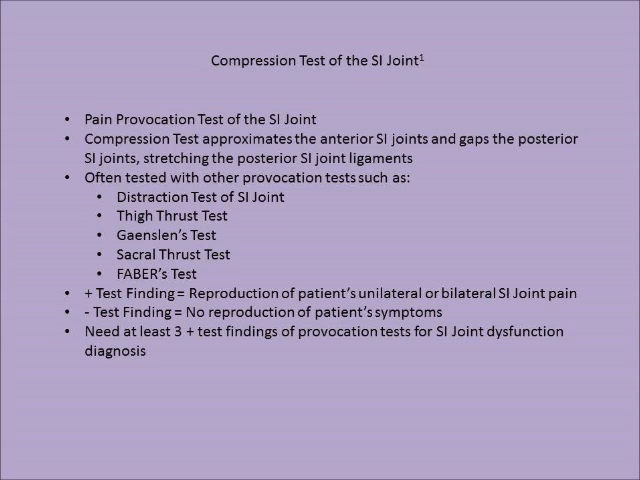 Compression Test of the SI Joint¹
• Pain Provocation Test of the SI Joint
• Compression Test approximates the anterior SI joints and gaps the posterior
SI joints, stretching the posterior SI joint ligaments
• Often tested with other provocation tests such as:
• Distraction Test of SI Joint
• Thigh Thrust Test
• Gaenslen’s Test
• Sacral Thrust Test
• FABER’s Test
• + Test Finding = Reproduction of patient’s unilateral or bilateral SI Joint pain
• - Test Finding = No reproduction of patient’s symptoms
• Need at least 3 + test findings of provocation tests for SI Joint dysfunction
diagnosis